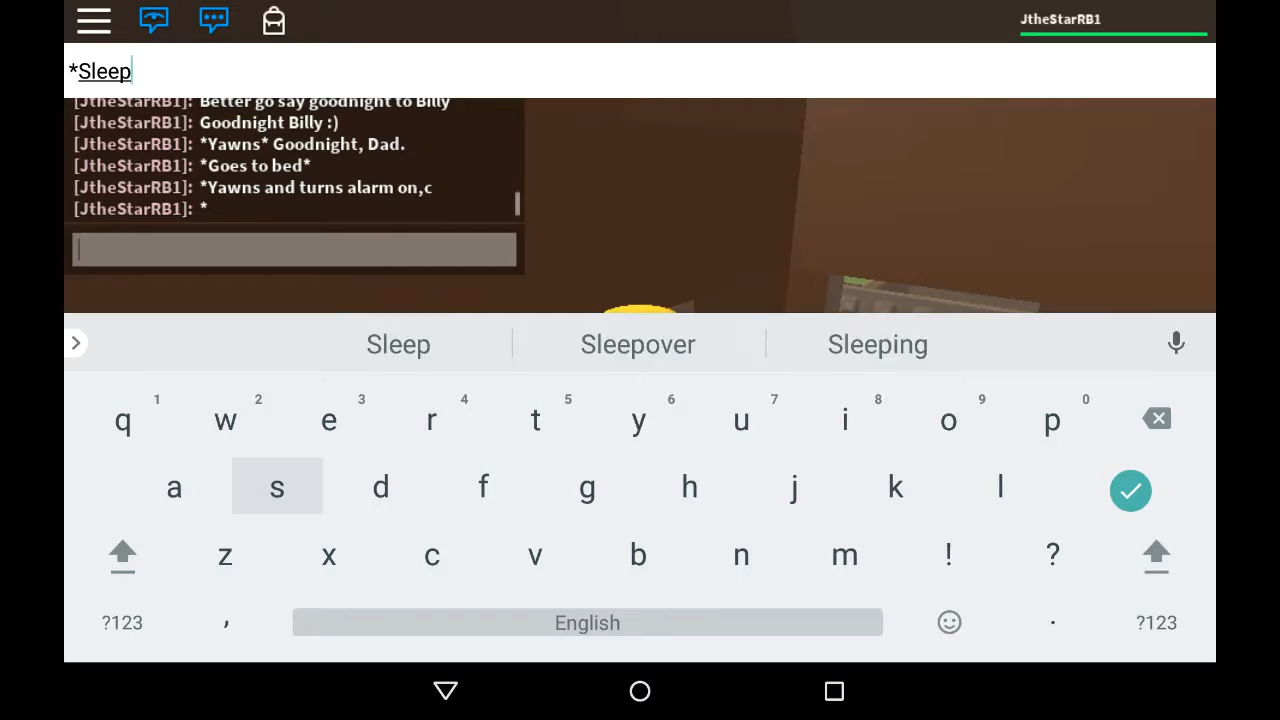 JtheStarRB1
*Sleep
[JtheStarRB1]: Better go say goodnight to Billy
[JtheStarRB1]: Goodnight Billy :)
[JtheStarRB1]: *Yawns* Goodnight, Dad.
[JtheStarRB1]: *Goes to bed*
[JtheStarRB1]: *Yawns and turns alarm on,c
[JtheStarRB1]: *
Sleep Sleepover Sleeping
1 2 3 4 5 6 7 8 9 0
q w e r t y u i o p
a s d f g h j k l
z x c v b n m ! ?
?123 , English . ?123